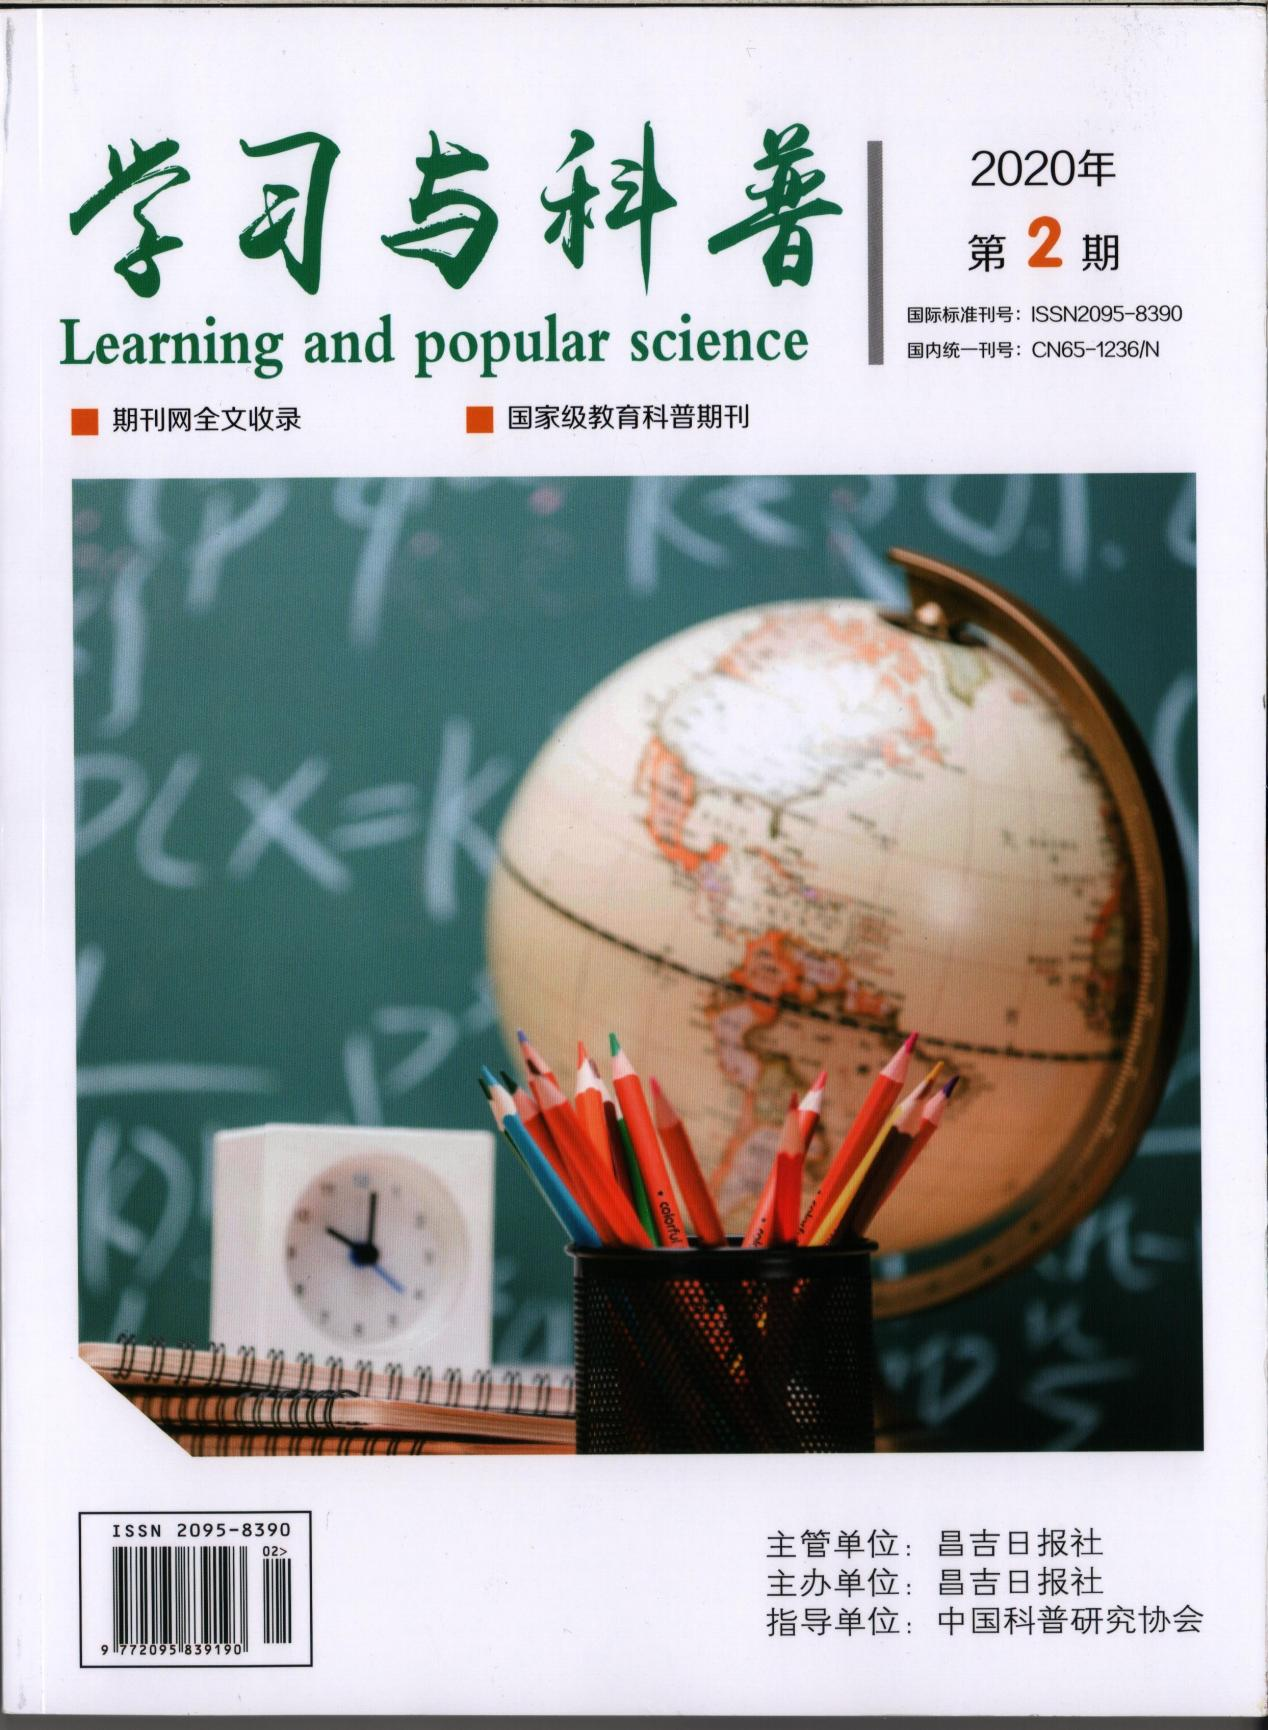 学习与科普
Learning and popular science
2020年
第2期
国际标准刊号：ISSN2095-8390
国内统一刊号：CN65-1236/N
期刊网全文收录
国家级教育科普期刊
P(X=K
colorful
ISSN 2095-8390
02>
9 772095 839190
主管单位：昌吉日报社
主办单位：昌吉日报社
指导单位：中国科普研究协会